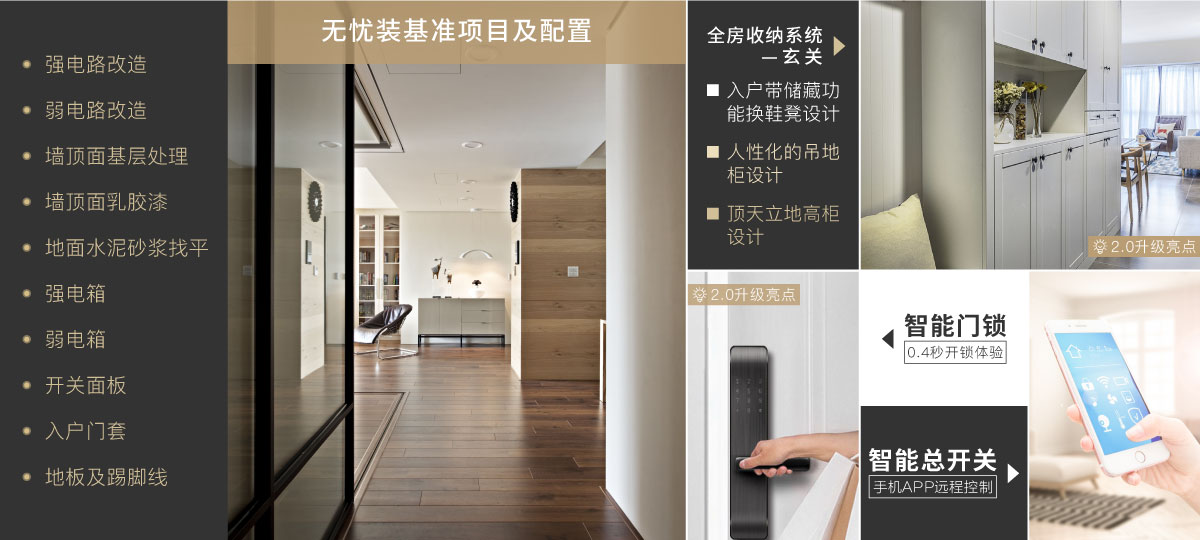 强电路改造
弱电路改造
墙顶面基层处理
墙顶面乳胶漆
地面水泥砂浆找平
强电箱
弱电箱
开关面板
入户门套
地板及踢脚线
无忧装基准项目及配置
全房收纳系统
—玄关
入户带储藏功
能换鞋凳设计
人性化的吊地
柜设计
顶天立地高柜
设计
2.0升级亮点
2.0升级亮点
智能门锁
0.4秒开锁体验
智能总开关
手机APP远程控制